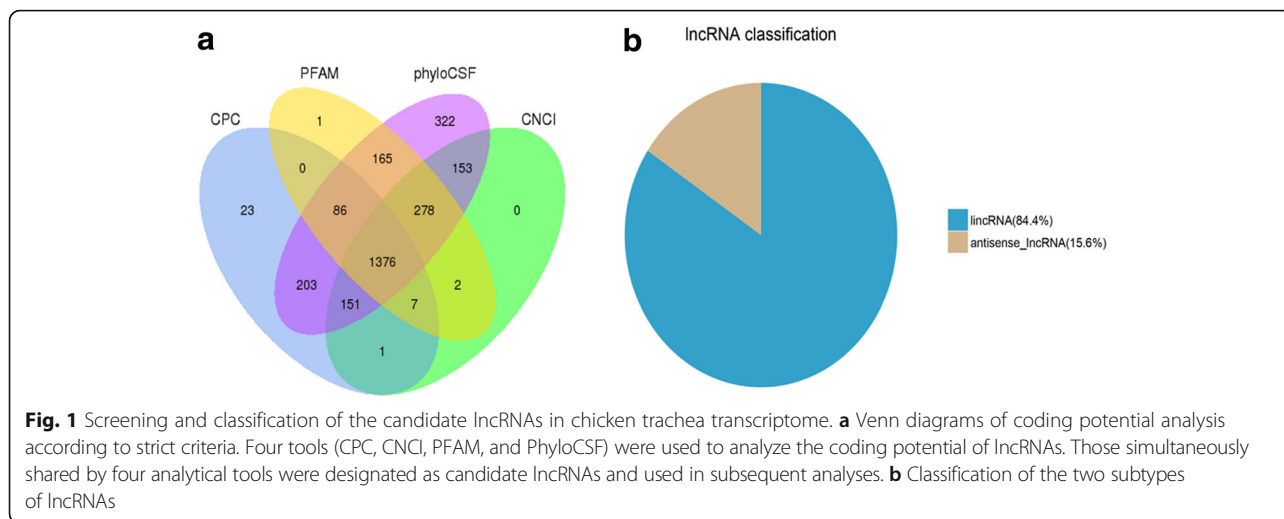 a
PFAM
phyloCSF
CPC
CNCI
1
322
0
165
153
23
86
278
0
1376
203
151
7
2
1
b
lncRNA classification
lincRNA(84.4%)
antisense_lncRNA(15.6%)
Fig. 1 Screening and classification of the candidate lncRNAs in chicken trachea transcriptome. a Venn diagrams of coding potential analysis
according to strict criteria. Four tools (CPC, CNCI, PFAM, and PhyloCSF) were used to analyze the coding potential of lncRNAs. Those simultaneously
shared by four analytical tools were designated as candidate lncRNAs and used in subsequent analyses. b Classification of the two subtypes
of lncRNAs